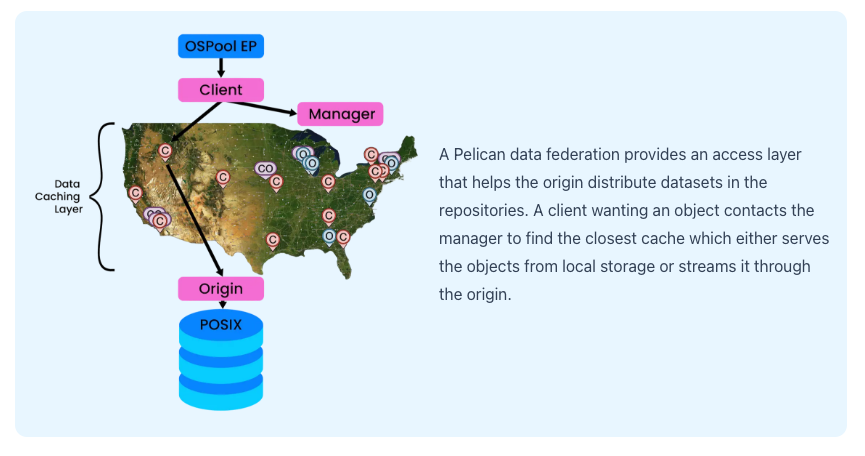 OSPool EP
Client
Manager
C
O
O
C
C
O
C
C
C
CO
C
C
C
O
C
C
O
C
C
C
Data
Caching
Layer
Origin
POSIX
A Pelican data federation provides an access layer
that helps the origin distribute datasets in the
repositories. A client wanting an object contacts the
manager to find the closest cache which either serves
the objects from local storage or streams it through
the origin.